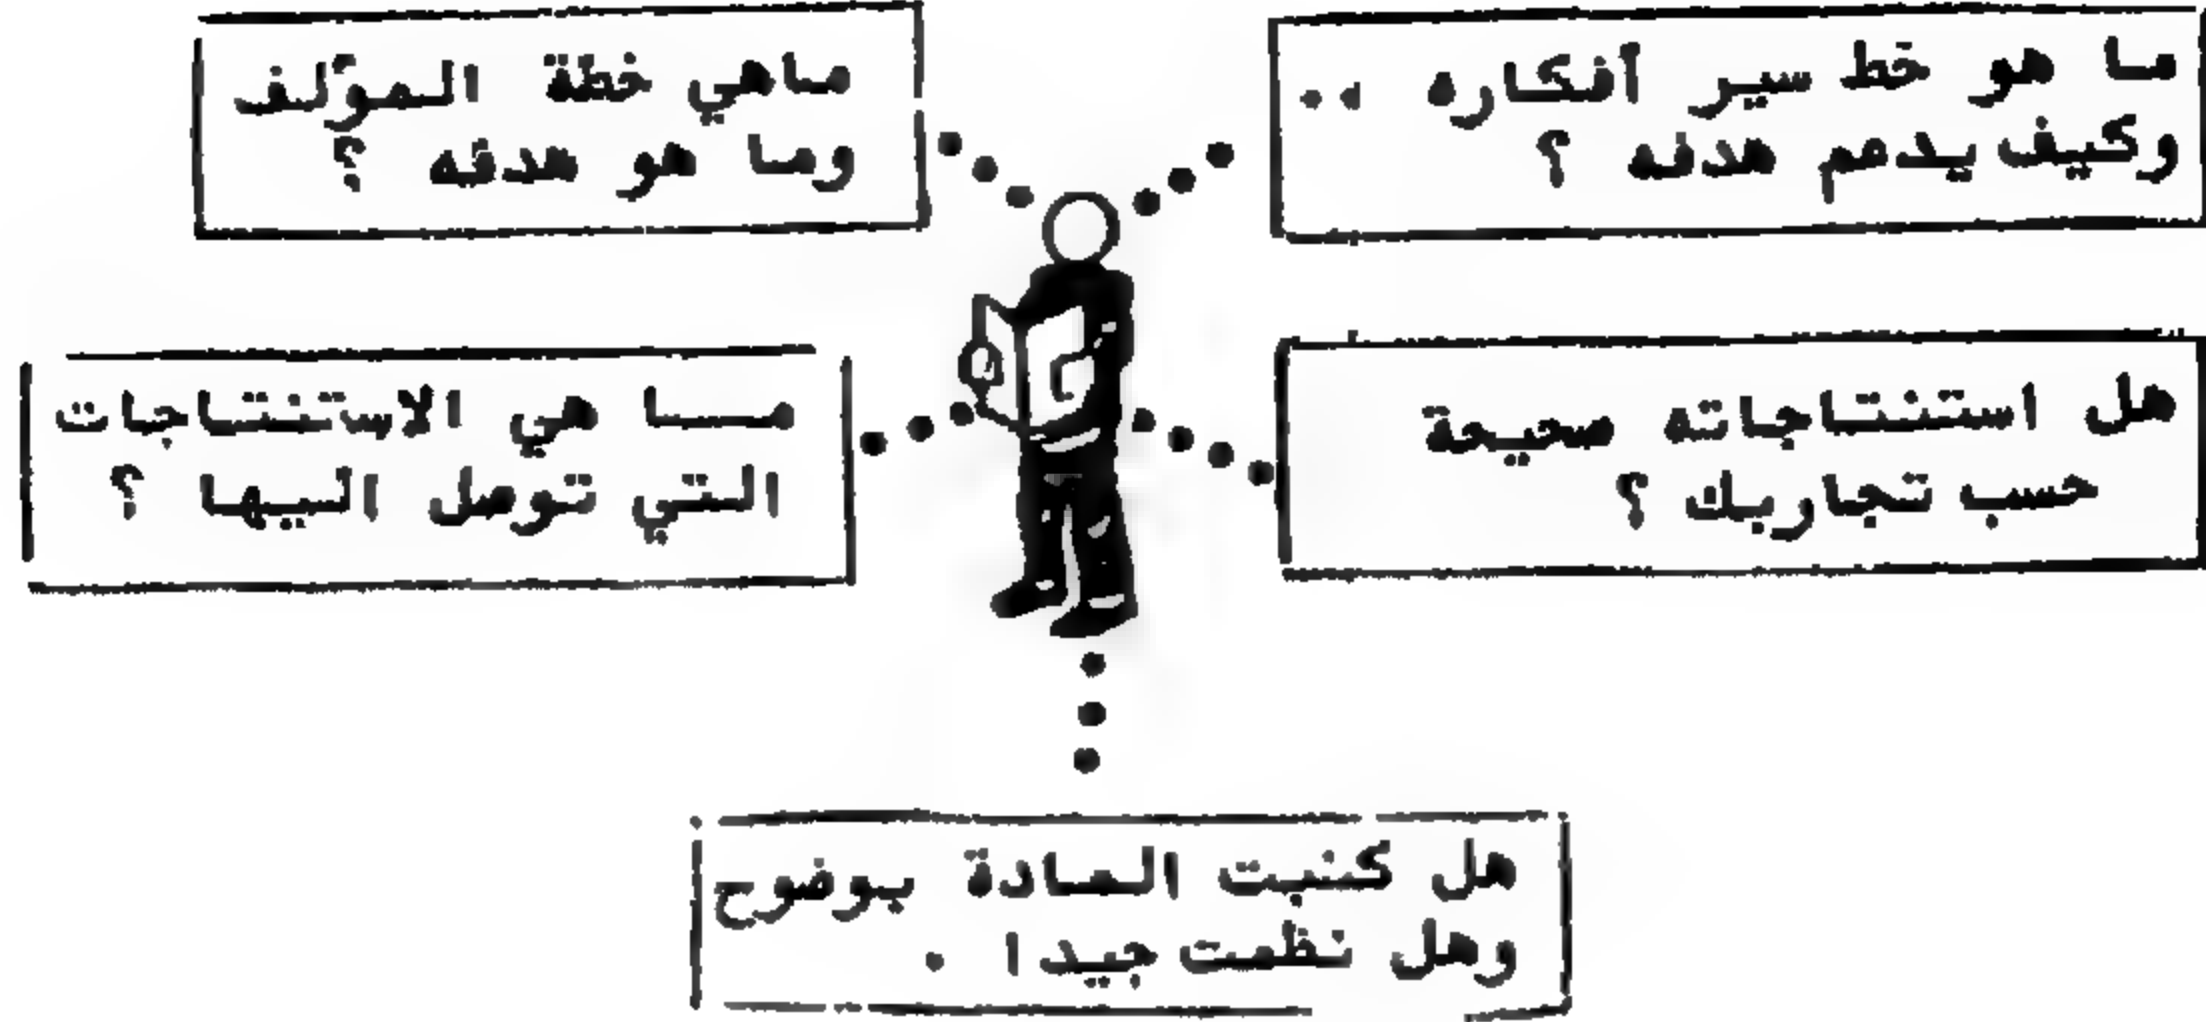 ما هو خط سير أفكاره ..
وكيف يدعم هدفه ؟
ماهي خطة المؤلف
وما هو هدفه ؟
هل استنتاجاته صحيحة
حسب تجاربك ؟
مــا هي الاستنتاجات
التي توصل اليها ؟
هل كتبت المادة بوضوح
وهل نظمت جيدا .